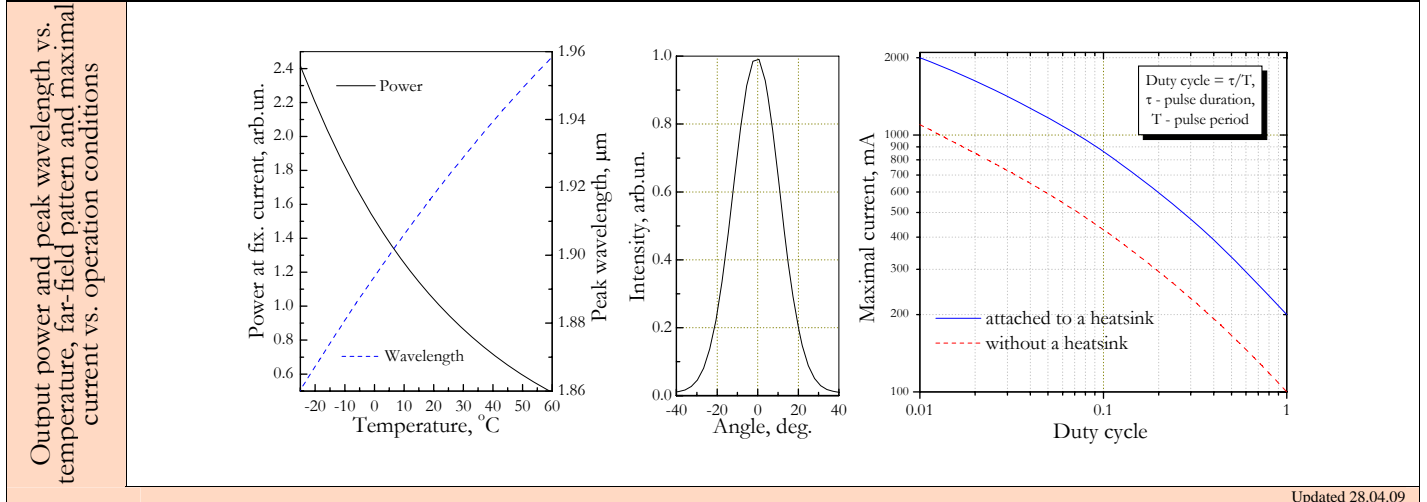 Output power and peak wavelength vs.
temperature, far-field pattern and maximal
current vs. operation conditions
2.4
2.2
2.0
1.8
1.6
1.4
1.2
1.0
0.8
0.6
Power at fix. current, arb.un.
Power
Wavelength
-20 -10 0 10 20 30 40 50 60
Temperature, °C
1.96
1.94
1.92
1.90
1.88
1.86
Peak wavelength, µm
1.0
0.8
0.6
0.4
0.2
0.0
Intensity, arb.un.
-40 -20 0 20 40
Angle, deg.
2000
1000
900
800
700
600
500
400
300
200
100
Maximal current, mA
Duty cycle = τ/T,
τ - pulse duration,
T - pulse period
attached to a heatsink
without a heatsink
0.01 0.1 1
Duty cycle
Updated 28.04.09